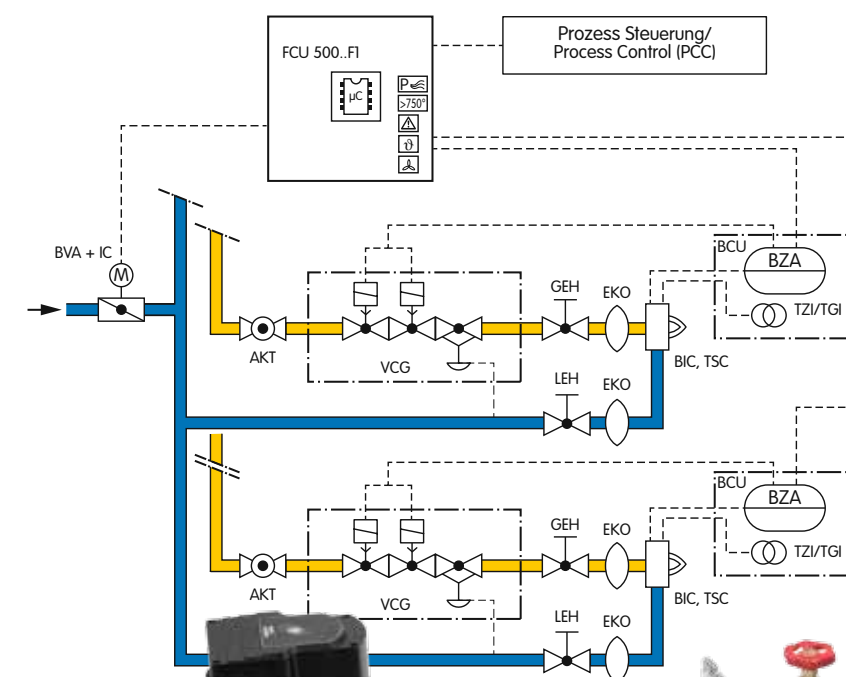 FCU 500..F1
µC
P
>750°
ϑ
Prozess Steuerung/
Process Control (PCC)
BVA + IC
M
AKT
VCG
GEH
EKO
LEH
EKO
BIC, TSC
BCU
BZA
TZI/TGI
AKT
VCG
GEH
EKO
LEH
EKO
BIC, TSC
BCU
BZA
TZI/TGI